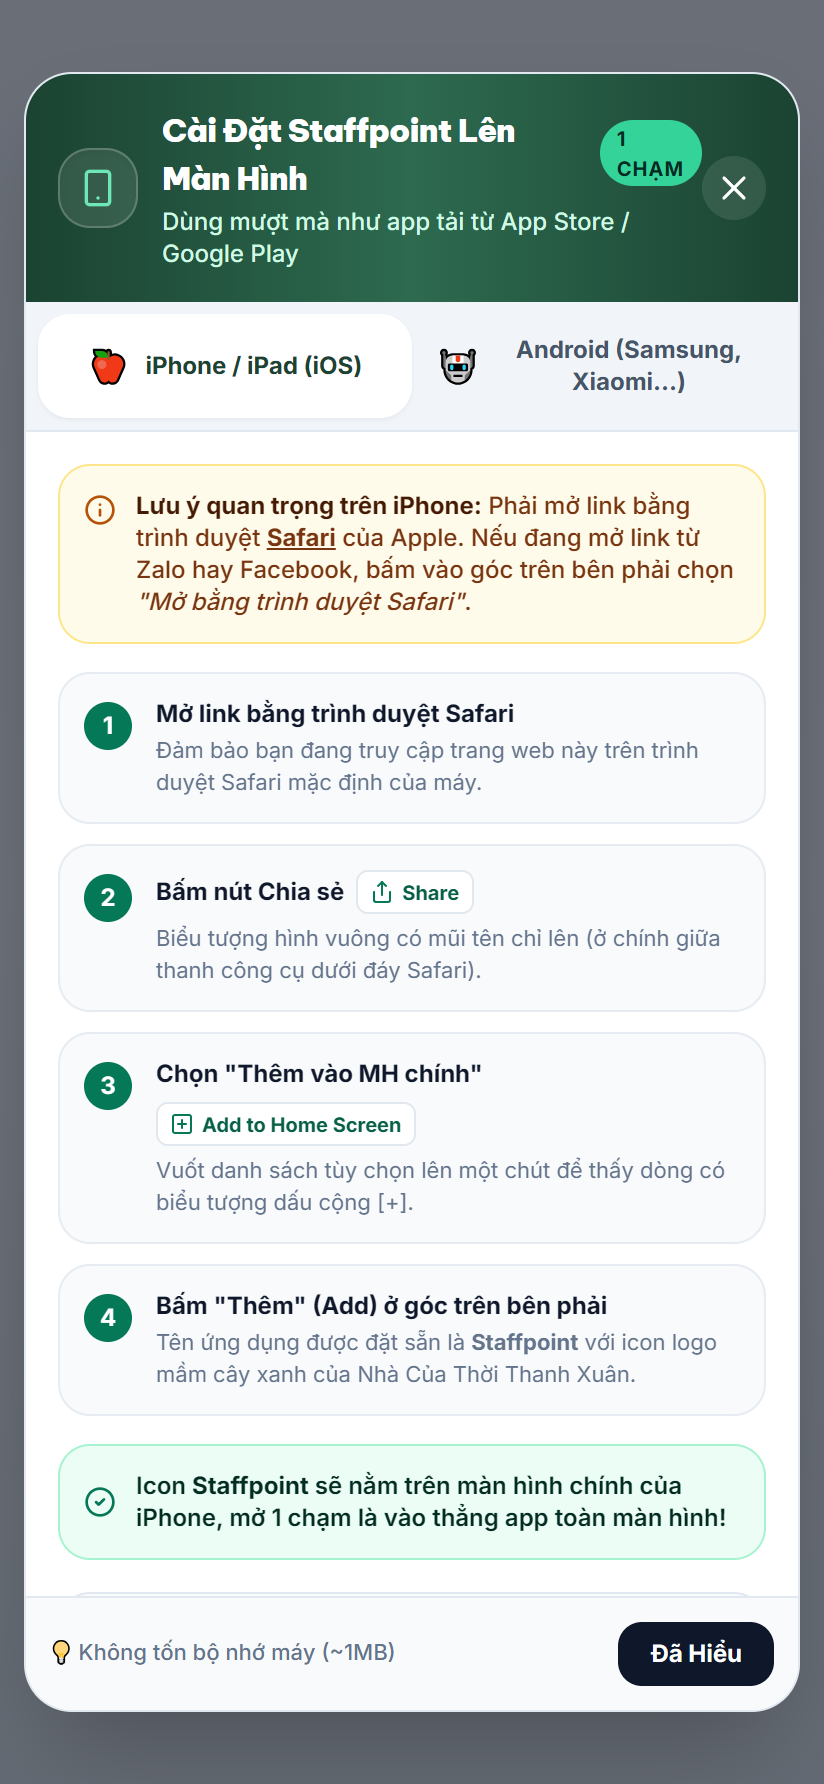 Cài Đặt Staffpoint Lên
Màn Hình
1
CHẠM
Dùng mượt mà như app tải từ App Store /
Google Play
iPhone / iPad (iOS)
Android (Samsung,
Xiaomi...)
Lưu ý quan trọng trên iPhone: Phải mở link bằng
trình duyệt Safari của Apple. Nếu đang mở link từ
Zalo hay Facebook, bấm vào góc trên bên phải chọn
"Mở bằng trình duyệt Safari".
1
Mở link bằng trình duyệt Safari
Đảm bảo bạn đang truy cập trang web này trên trình
duyệt Safari mặc định của máy.
2
Bấm nút Chia sẻ
Share
Biểu tượng hình vuông có mũi tên chỉ lên (ở chính giữa
thanh công cụ dưới đáy Safari).
3
Chọn "Thêm vào MH chính"
Add to Home Screen
Vuốt danh sách tùy chọn lên một chút để thấy dòng có
biểu tượng dấu cộng [+].
4
Bấm "Thêm" (Add) ở góc trên bên phải
Tên ứng dụng được đặt sẵn là Staffpoint với icon logo
mầm cây xanh của Nhà Của Thời Thanh Xuân.
Icon Staffpoint sẽ nằm trên màn hình chính của
iPhone, mở 1 chạm là vào thẳng app toàn màn hình!
Không tốn bộ nhớ máy (~1MB)
Đã Hiểu